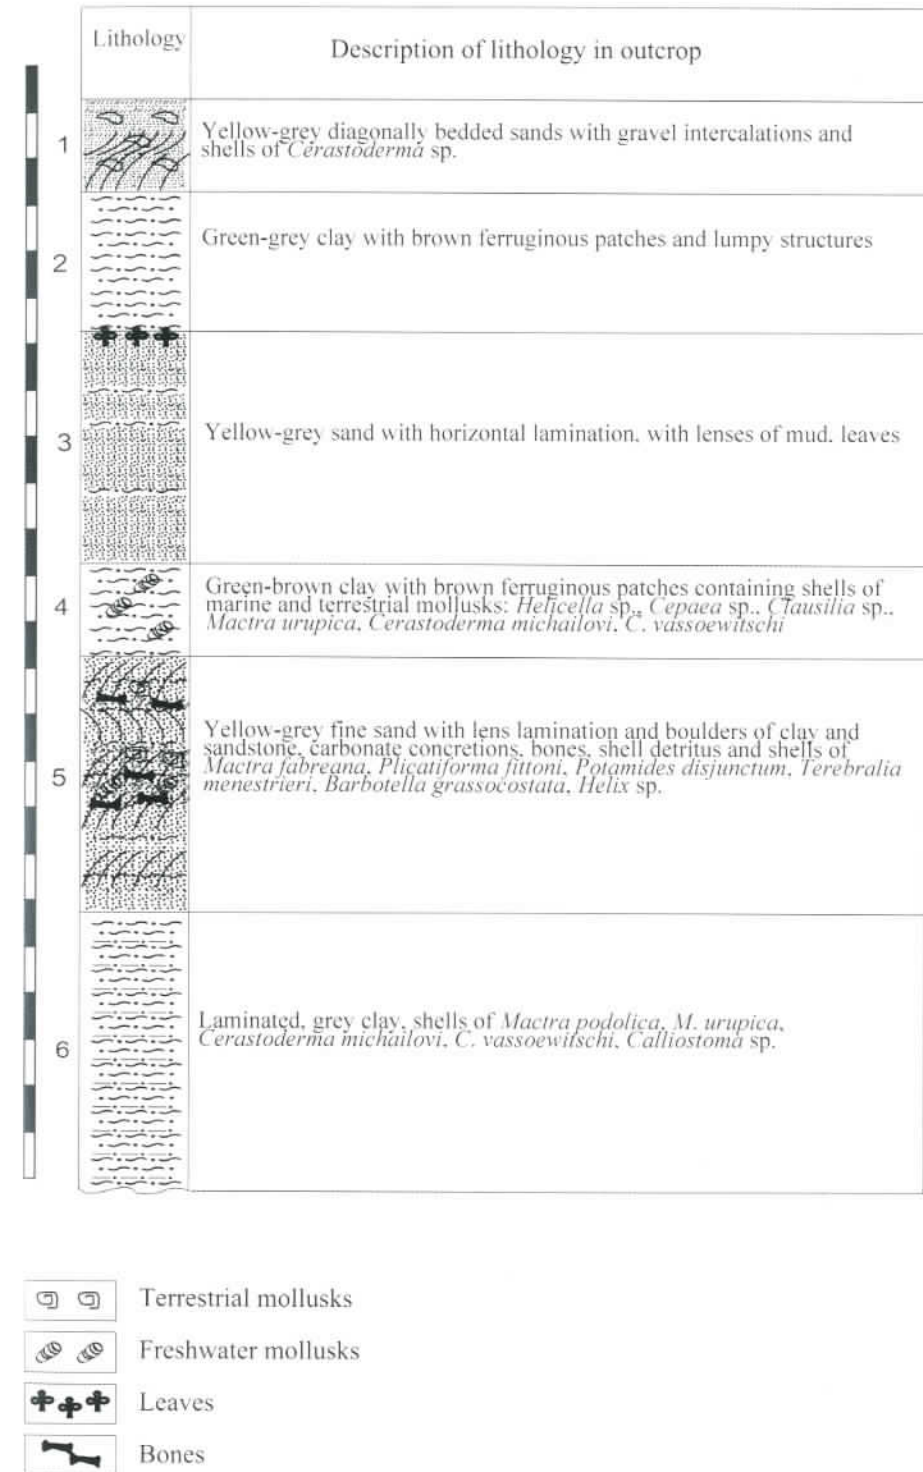 Lithology
Description of lithology in outcrop
1
Yellow-grey diagonally bedded sands with gravel intercalations and
shells of Cerastoderma sp.
2
Green-grey clay with brown ferruginous patches and lumpy structures
3
Yellow-grey sand with horizontal lamination, with lenses of mud, leaves
4
Green-brown clay with brown ferruginous patches containing shells of
marine and terrestrial mollusks: Helicella sp., Cepaea sp., Clausilia sp.,
Mactra urupica, Cerastoderma michailovi, C. vassoewitschi
5
Yellow-grey fine sand with lens lamination and boulders of clay and
sandstone, carbonate concretions, bones, shell detritus and shells of
Mactra fabreana, Plicatiforma fittoni, Potamides disjunctum, Terebralia
menestrieri, Barbotella grassocostata, Helix sp.
6
Laminated, grey clay, shells of Mactra podolica, M. urupica,
Cerastoderma michailovi, C. vassoewitschi, Calliostoma sp.
Terrestrial mollusks
Freshwater mollusks
Leaves
Bones